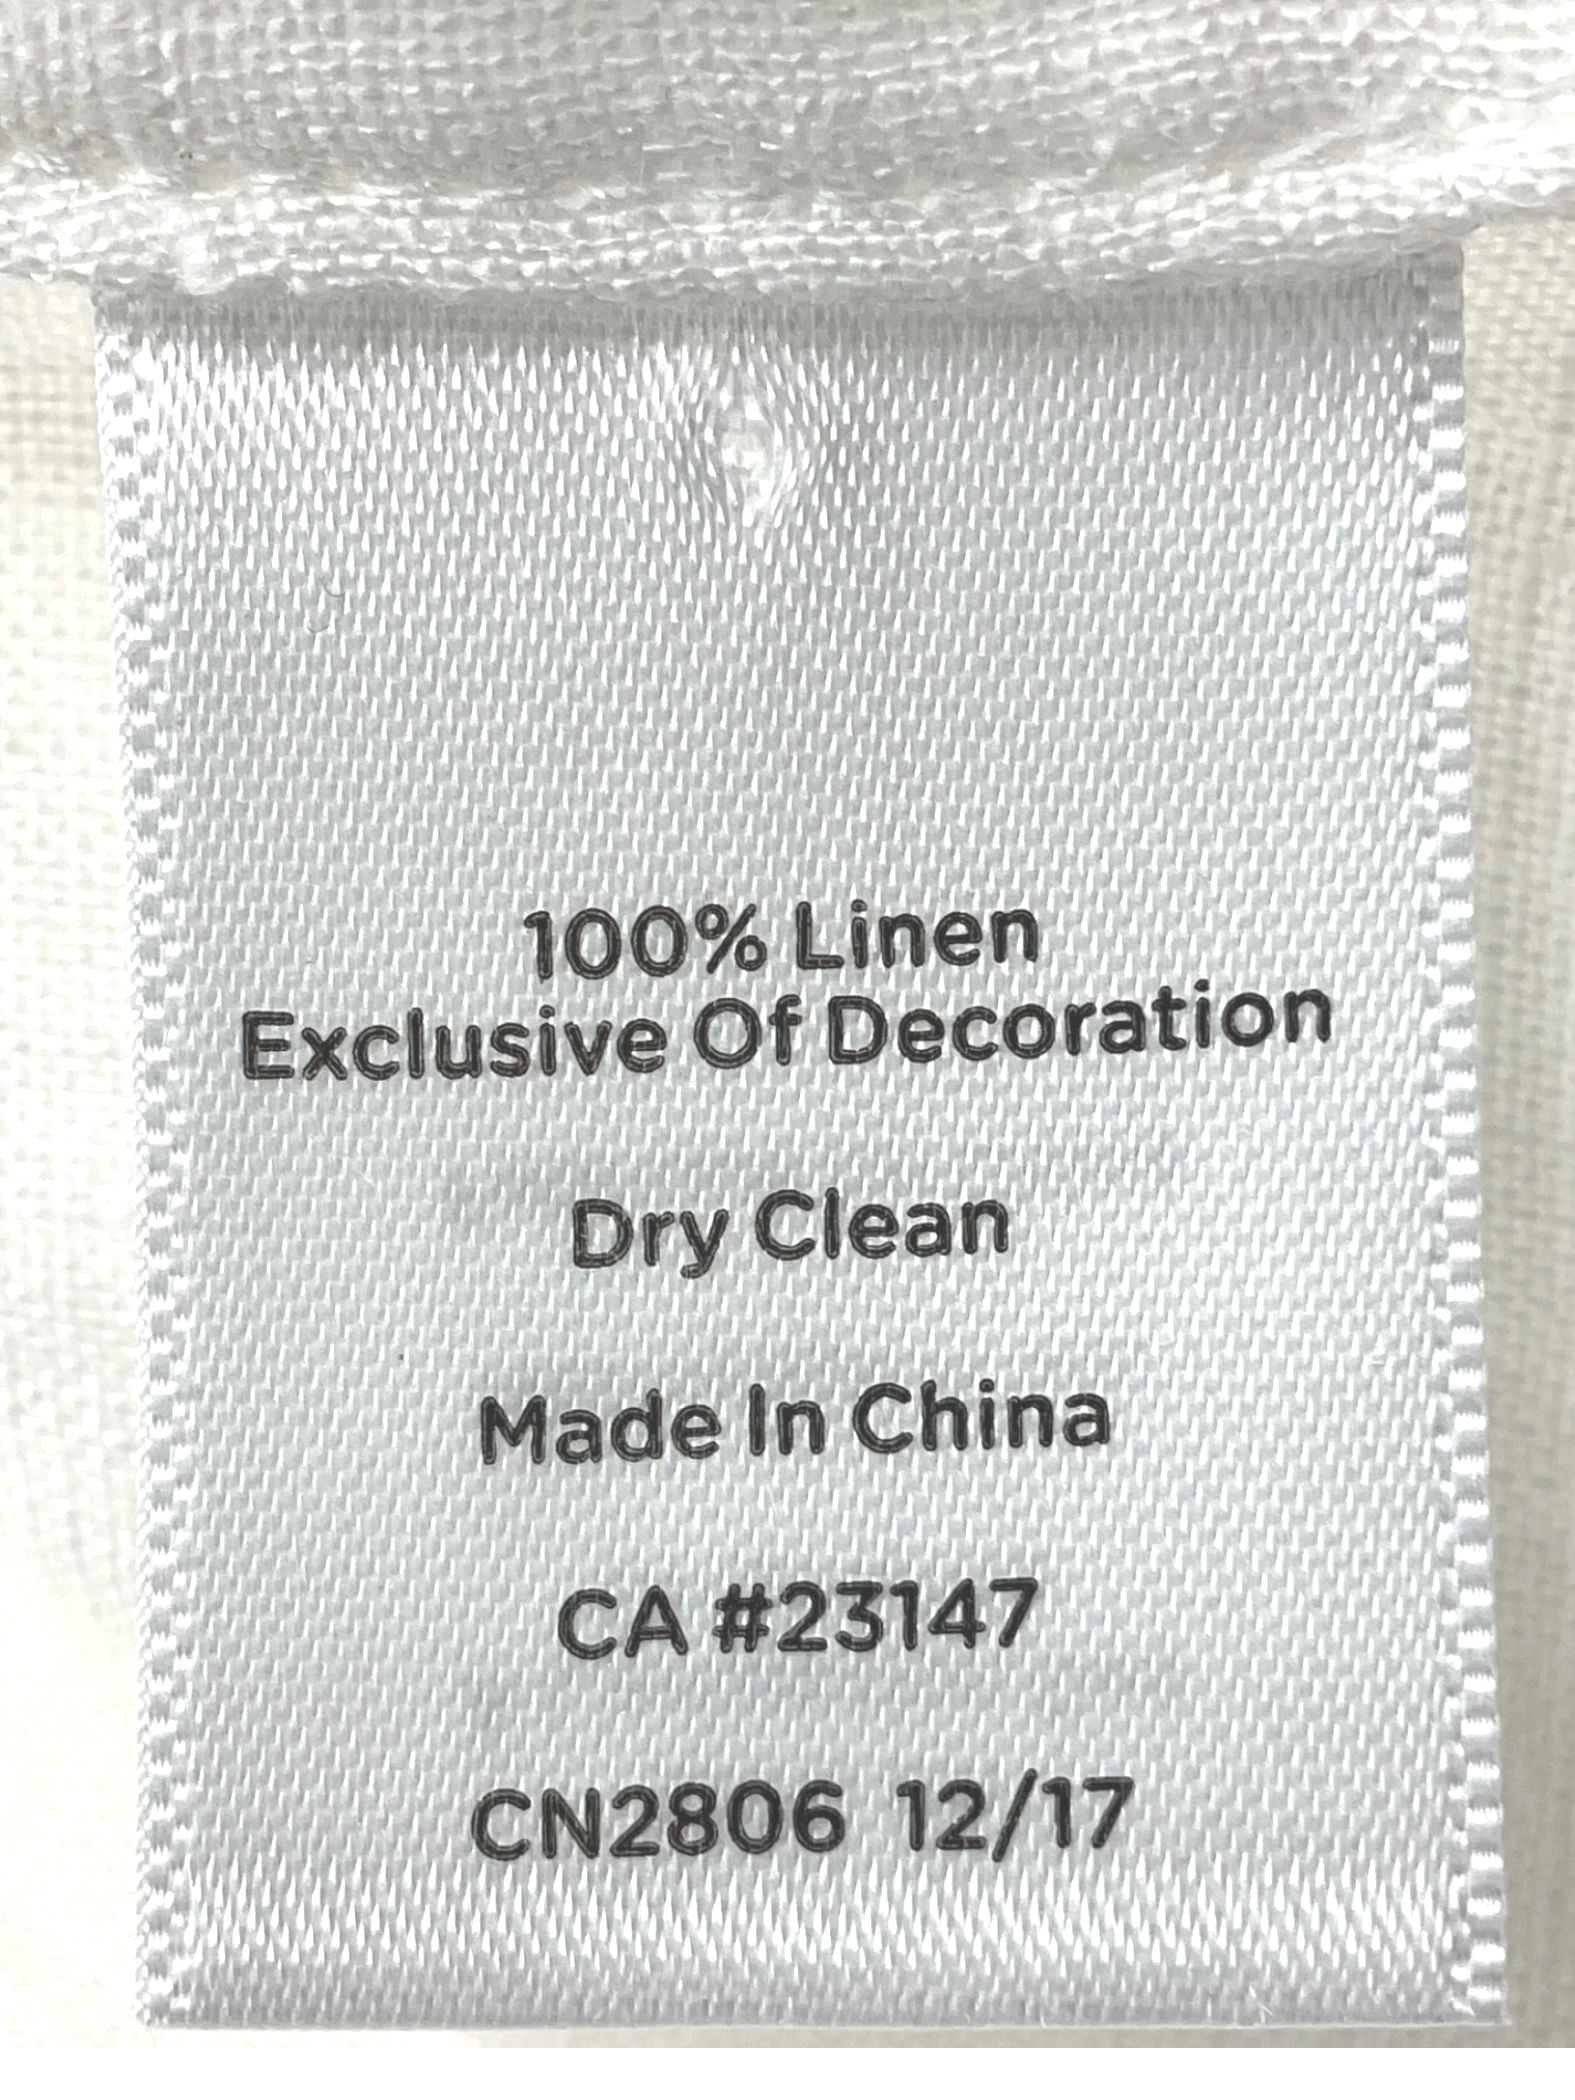 100% Linen
Exclusive Of Decoration
Dry Clean
Made In China
CA #23147
CN2806 12/17